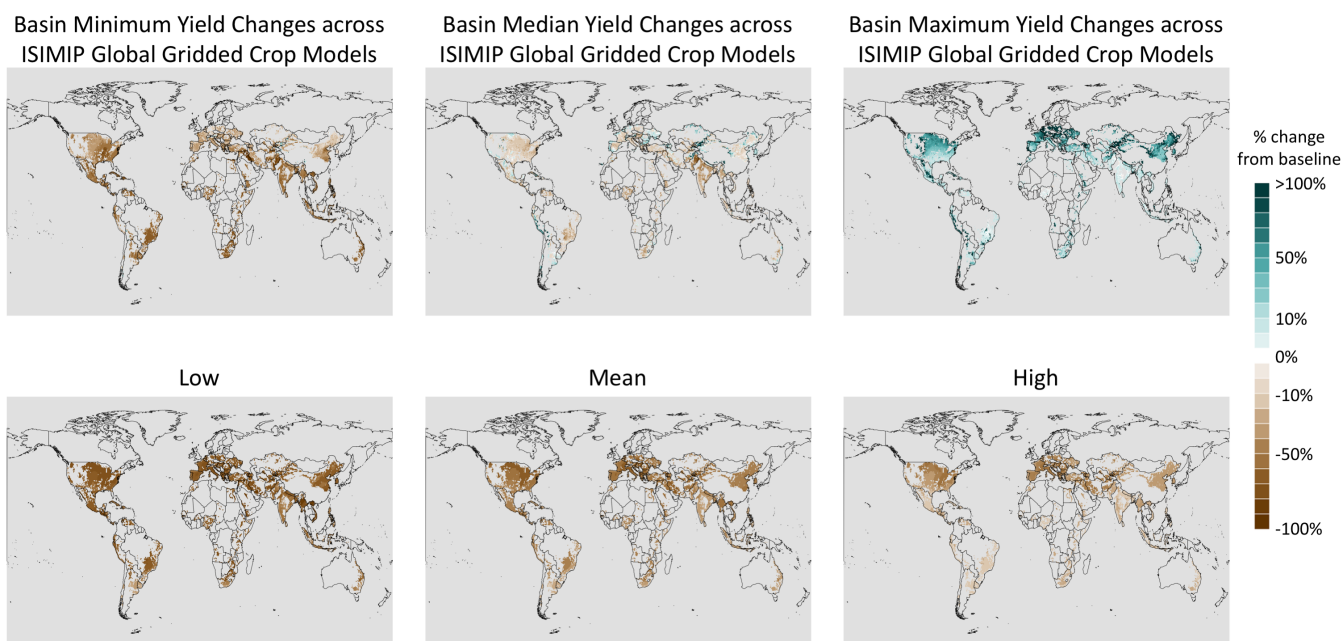 Basin Minimum Yield Changes across
ISIMIP Global Gridded Crop Models
Basin Median Yield Changes across
ISIMIP Global Gridded Crop Models
Basin Maximum Yield Changes across
ISIMIP Global Gridded Crop Models
% change
from baseline
>100%
50%
10%
0%
-10%
-50%
-100%
Low
Mean
High